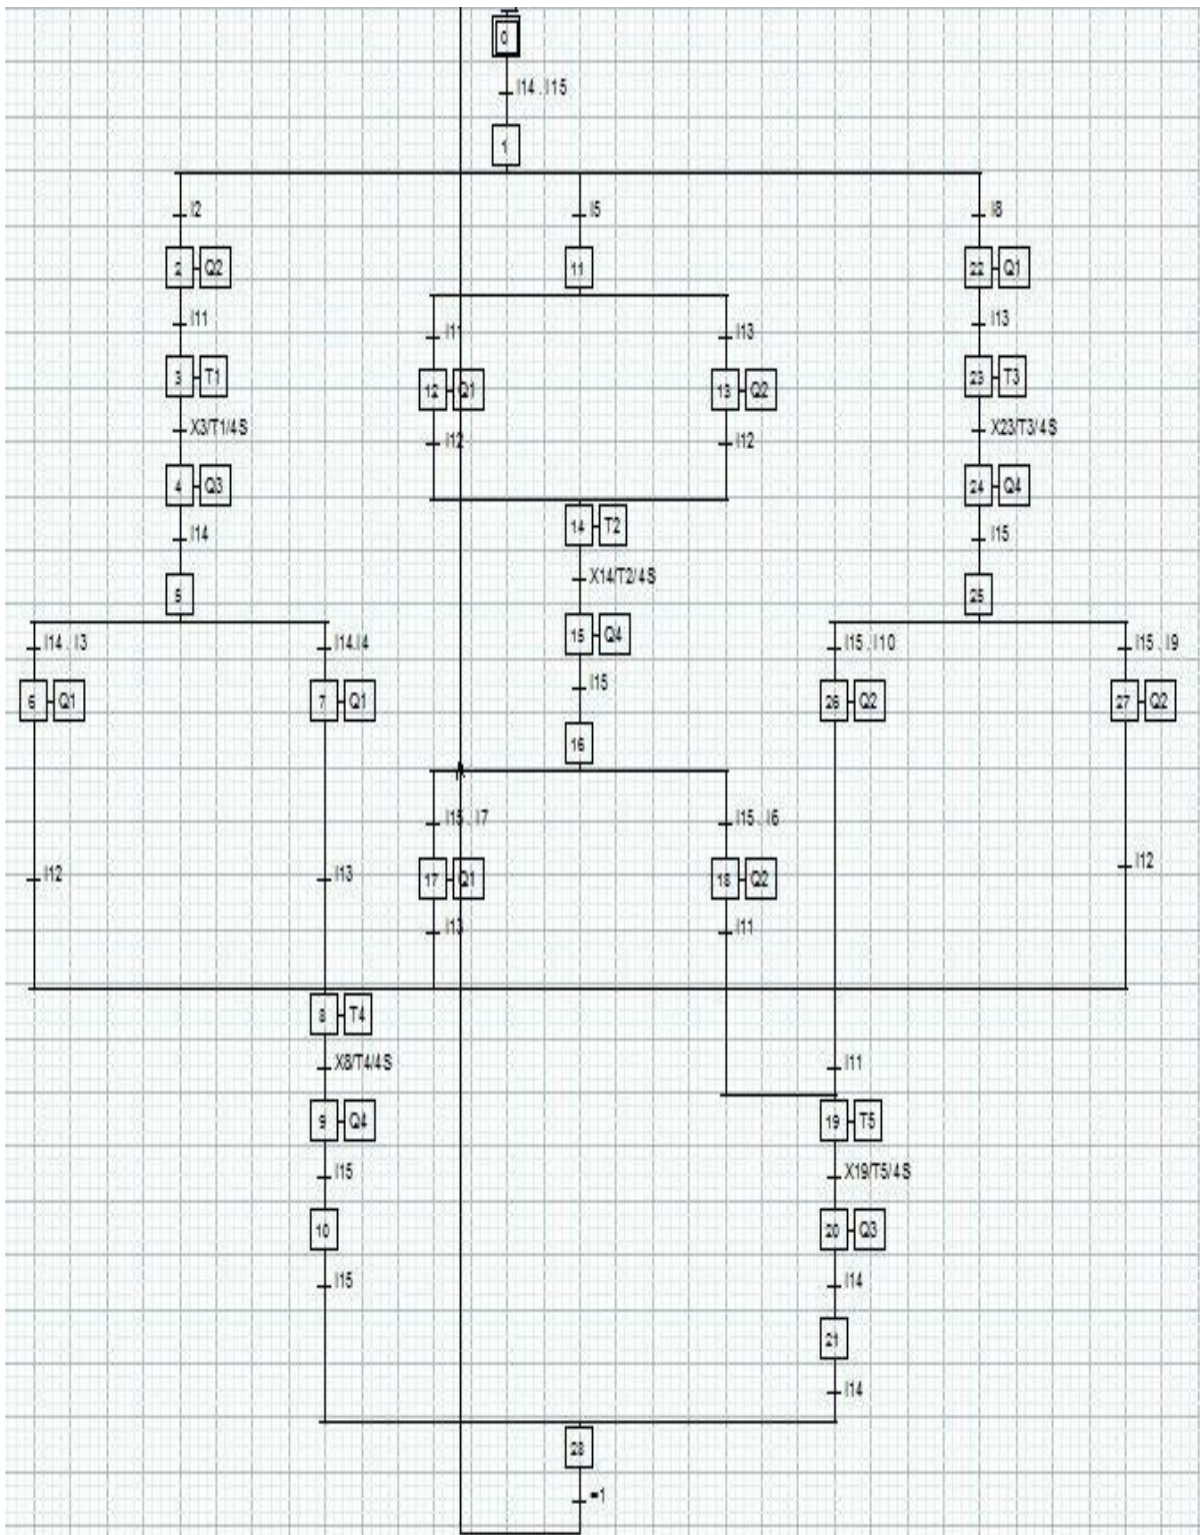 0
I14 . I15
1
I2 I5 I8
2 Q2 11 22 Q1
I11 I13
I11 I13
3 T1 12 Q1 13 Q2 23 T3
X3/T1/4S X23/T3/4S
I12 I12
4 Q3 24 Q4
14 T2
I14 I15
X14/T2/4S
5 25
15 Q4
I14 . I3 I14.I4 I15 . I10 I15 . I9
I15
6 Q1 7 Q1 26 Q2 27 Q2
16
I15 . I7 I15 . I6
I12 I13 17 Q1 18 Q2 I12
I13 I11
8 T4
X8/T4/4S I11
9 Q4 19 T5
I15 X19/T5/4S
10 20 Q3
I15 I14
21
I14
28
=1